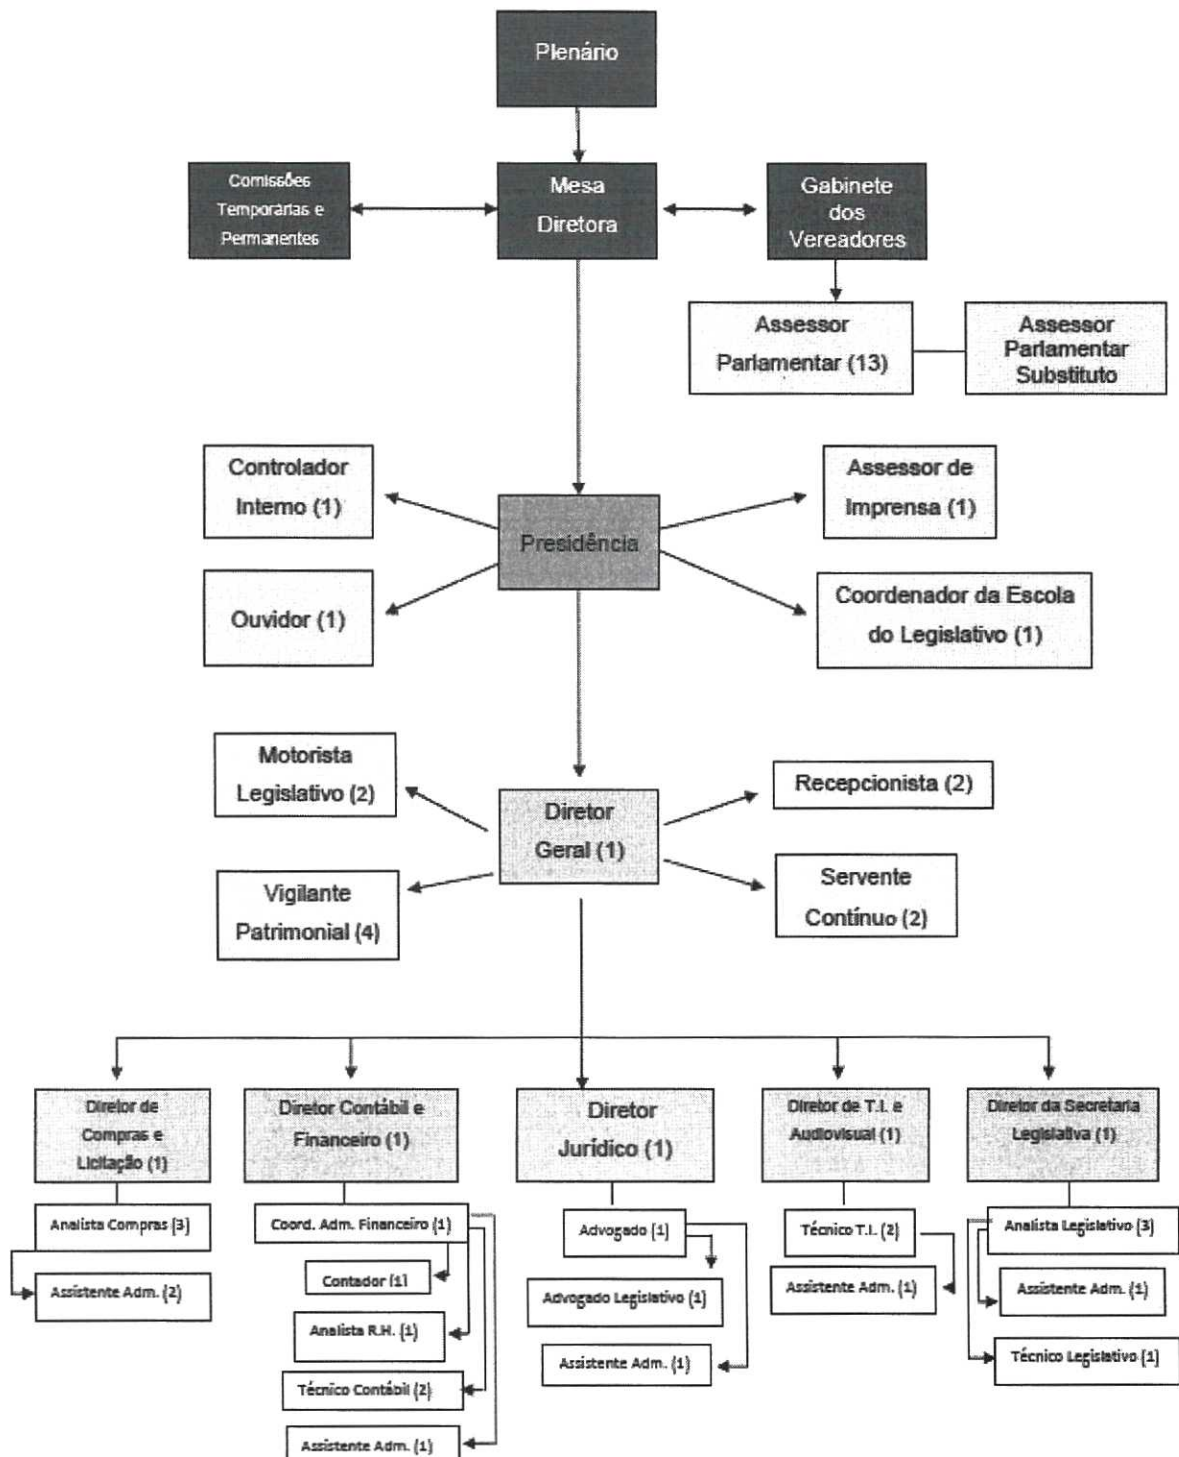 Plenário
Comissões
Temporárias e
Permanentes
Mesa
Diretora
Gabinete
dos
Vereadores
Assessor
Parlamentar (13)
Assessor
Parlamentar
Substituto
Controlador
Interno (1)
Assessor de
Imprensa (1)
Presidência
Ouvidor (1)
Coordenador da Escola
do Legislativo (1)
Motorista
Legislativo (2)
Recepcionista (2)
Diretor
Geral (1)
Vigilante
Patrimonial (4)
Servente
Contínuo (2)
Diretor de
Compras e
Licitação (1)
Diretor Contábil e
Financeiro (1)
Diretor
Jurídico (1)
Diretor de T.I. e
Audiovisual (1)
Diretor da Secretaria
Legislativa (1)
Analista Compras (3)
Assistente Adm. (2)
Coord. Adm. Financeiro (1)
Contador (1)
Analista R.H. (1)
Técnico Contábil (2)
Assistente Adm. (1)
Advogado (1)
Advogado Legislativo (1)
Assistente Adm. (1)
Técnico T.I. (2)
Assistente Adm. (1)
Analista Legislativo (3)
Assistente Adm. (1)
Técnico Legislativo (1)